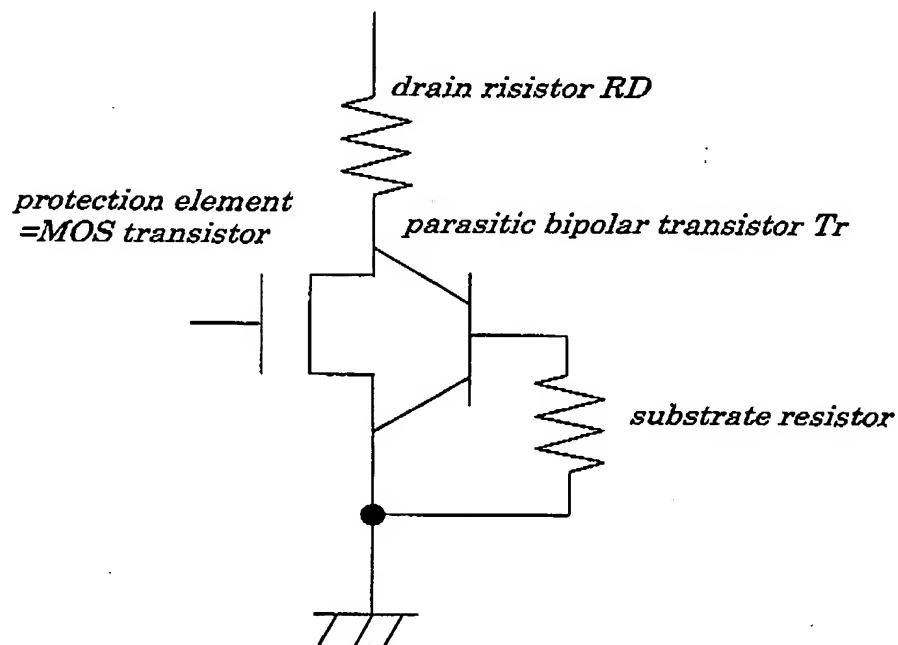 drain risistor RD
protection element
=MOS transistor
parasitic bipolar transistor Tr
substrate resistor